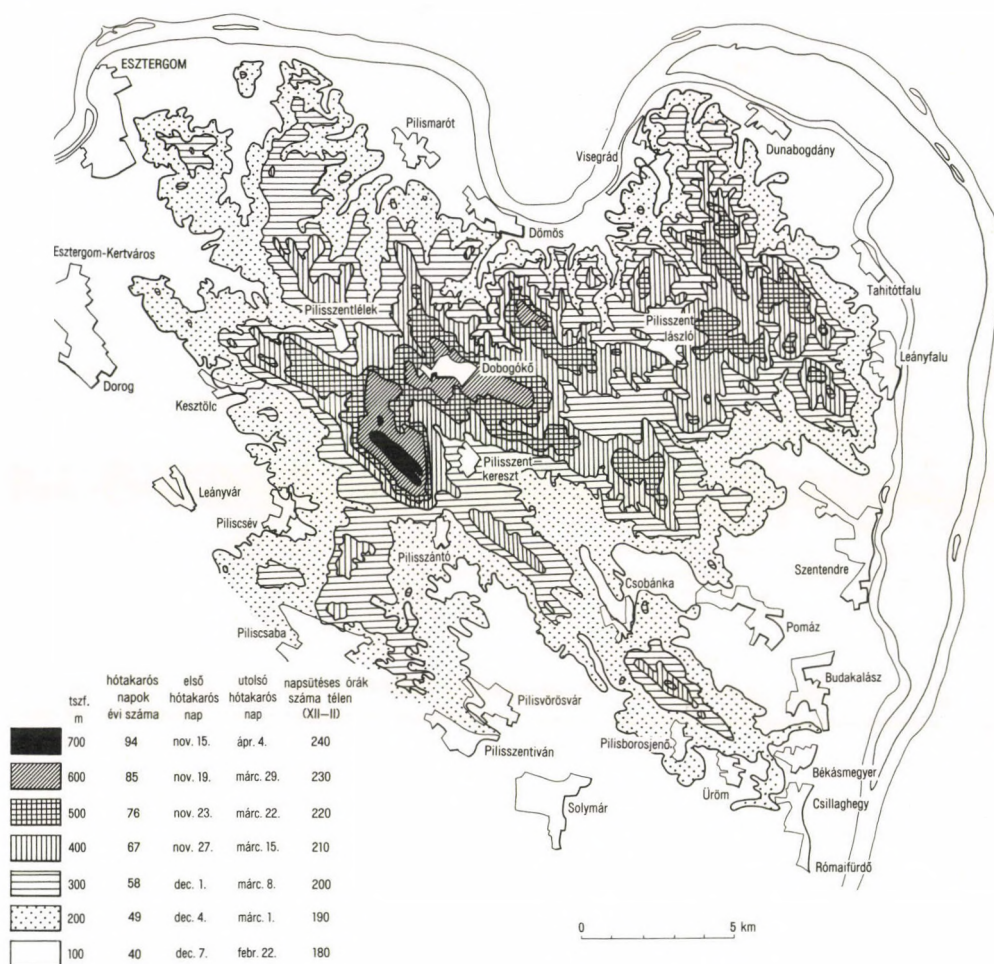 ESZTERGOM
Pilismarót
Visegrád
Dunabogdány
Dömös
Esztergom-Kertváros
Tahitótfalu
Pilisszentlélek
Pilisszent-
lászló
Leányfalu
Dobogókő
Dorog
Kesztölc
Pilisszent-
kereszt
Leányvár
Piliscsév
Pilisszántó
Szentendre
Csobánka
Pomáz
Piliscsaba
Budakalász
Pilisvörösvár
Pilisborosjenő
Pilisszentiván
Békásmegyer
Üröm
Csillaghegy
Solymár
Rómaifürdő
tszf. m hótakarós napok évi száma első hótakarós nap utolsó hótakarós nap napsütéses órák száma télen (XII–II)
700 94 nov. 15. ápr. 4. 240
600 85 nov. 19. márc. 29. 230
500 76 nov. 23. márc. 22. 220
400 67 nov. 27. márc. 15. 210
300 58 dec. 1. márc. 8. 200
200 49 dec. 4. márc. 1. 190
100 40 dec. 7. febr. 22. 180
0 5 km